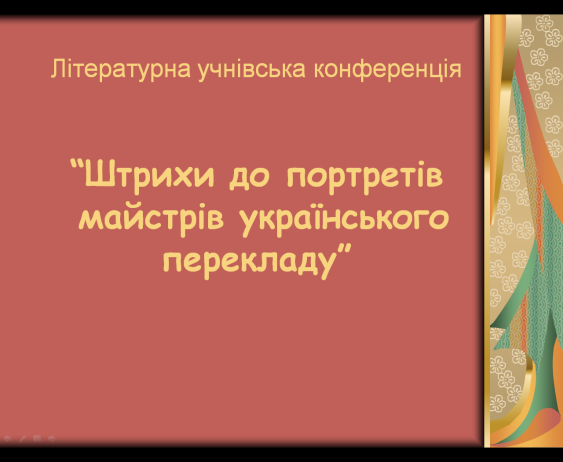 Літературна учнівська конференція
“Штрихи до портретів
майстрів українського
перекладу”